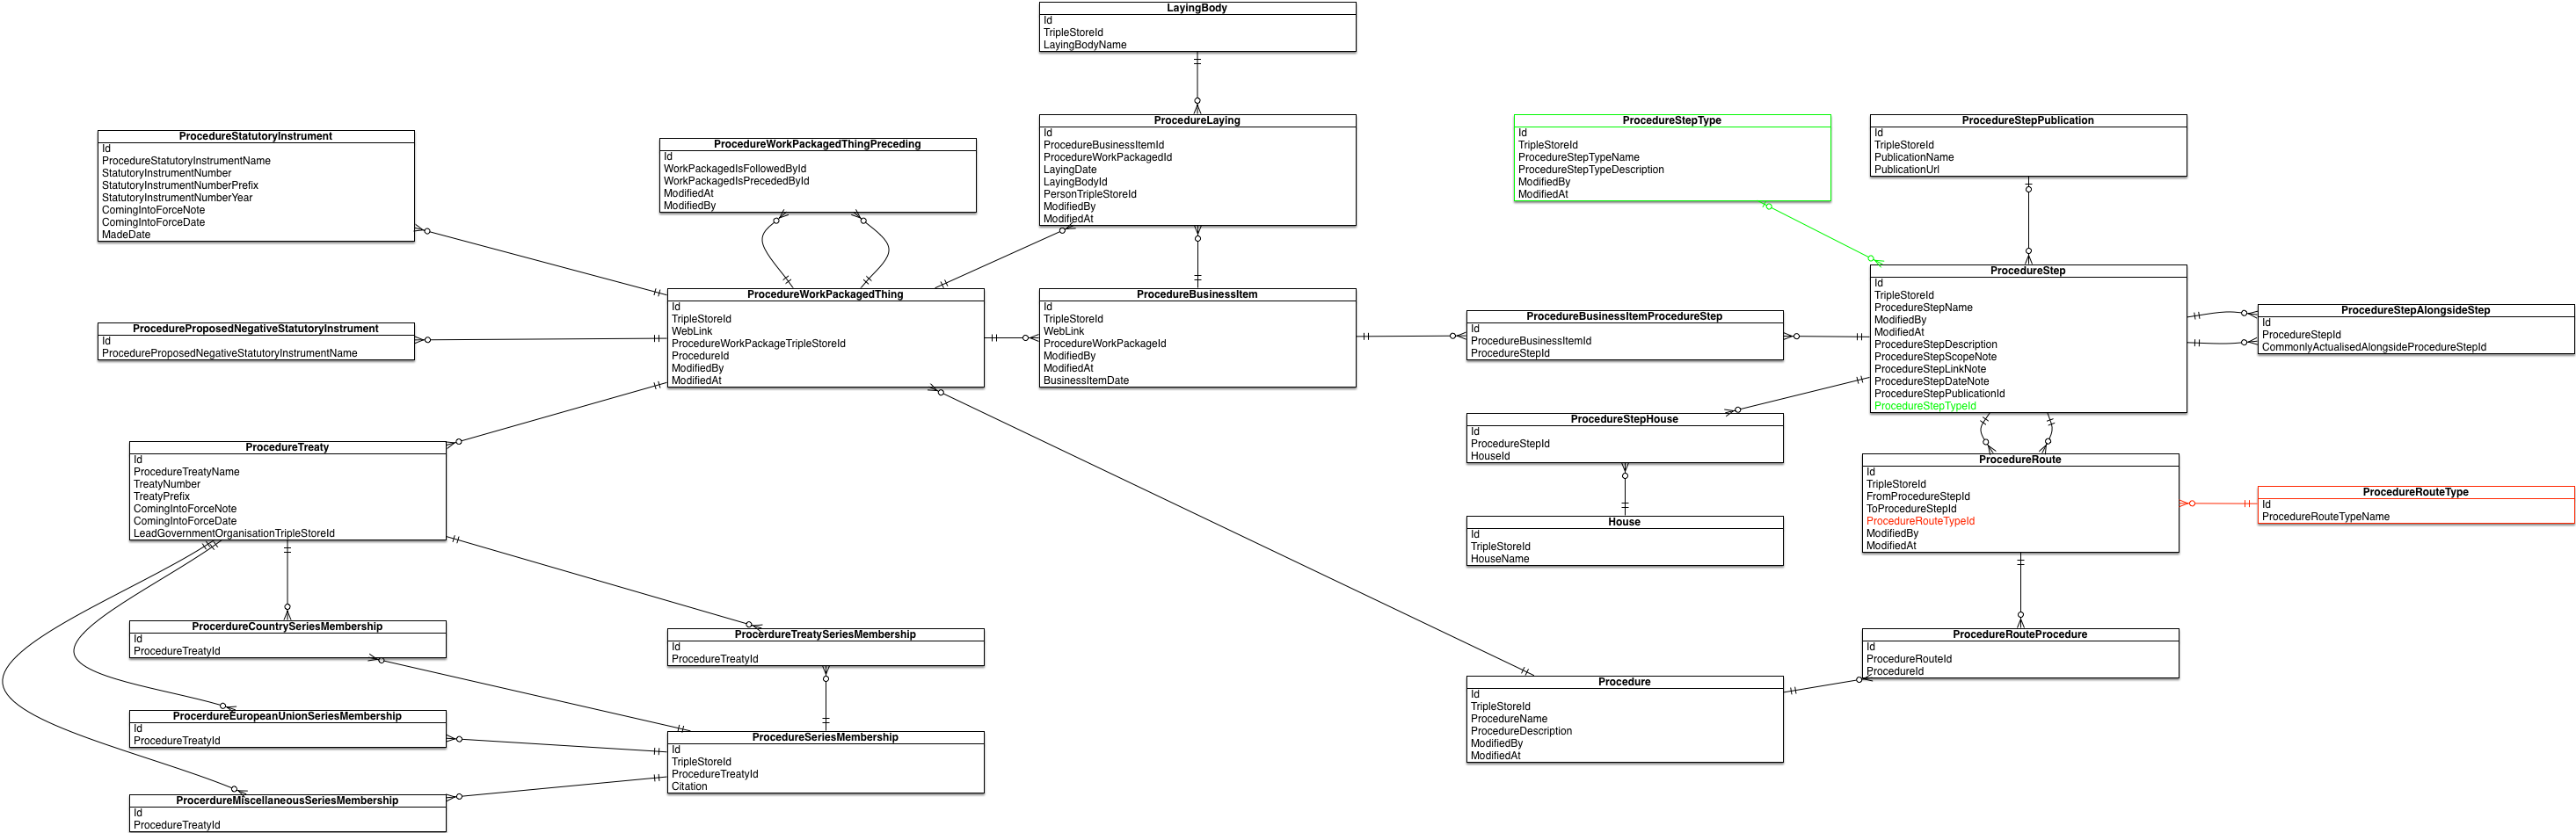 LayingBody
Id
TripleStoreId
LayingBodyName
ProcedureStatutoryInstrument
Id
ProcedureStatutoryInstrumentName
StatutoryInstrumentNumber
StatutoryInstrumentNumberPrefix
StatutoryInstrumentNumberYear
ComingIntoForceNote
ComingIntoForceDate
MadeDate
ProcedureWorkPackagedThingPreceding
Id
WorkPackagedIsFollowedById
WorkPackagedIsPrecededById
ModifiedAt
ModifiedBy
ProcedureLaying
Id
ProcedureBusinessItemId
ProcedureWorkPackagedId
LayingDate
LayingBodyId
PersonTripleStoreId
ModifiedBy
ModifiedAt
ProcedureStepType
Id
TripleStoreId
ProcedureStepTypeName
ProcedureStepTypeDescription
ModifiedBy
ModifiedAt
ProcedureStepPublication
Id
TripleStoreId
PublicationName
PublicationUrl
ProcedureProposedNegativeStatutoryInstrument
Id
ProcedureProposedNegativeStatutoryInstrumentName
ProcedureWorkPackagedThing
Id
TripleStoreId
WebLink
ProcedureWorkPackageTripleStoreId
ProcedureId
ModifiedBy
ModifiedAt
ProcedureBusinessItem
Id
TripleStoreId
WebLink
ProcedureWorkPackageId
ModifiedBy
ModifiedAt
BusinessItemDate
ProcedureBusinessItemProcedureStep
Id
ProcedureBusinessItemId
ProcedureStepId
ProcedureStep
Id
TripleStoreId
ProcedureStepName
ModifiedBy
ModifiedAt
ProcedureStepDescription
ProcedureStepScopeNote
ProcedureStepLinkNote
ProcedureStepDateNote
ProcedureStepPublicationId
ProcedureStepTypeId
ProcedureStepAlongsideStep
Id
ProcedureStepId
CommonlyActualisedAlongsideProcedureStepId
ProcedureStepHouse
Id
ProcedureStepId
HouseId
House
Id
TripleStoreId
HouseName
ProcedureRoute
Id
TripleStoreId
FromProcedureStepId
ToProcedureStepId
ProcedureRouteTypeId
ModifiedBy
ModifiedAt
ProcedureRouteType
Id
ProcedureRouteTypeName
ProcedureTreaty
Id
ProcedureTreatyName
TreatyNumber
TreatyPrefix
ComingIntoForceNote
ComingIntoForceDate
LeadGovernmentOrganisationTripleStoreId
ProcerdureCountrySeriesMembership
Id
ProcedureTreatyId
ProcerdureTreatySeriesMembership
Id
ProcedureTreatyId
ProcedureRouteProcedure
Id
ProcedureRouteId
ProcedureId
Procedure
Id
TripleStoreId
ProcedureName
ProcedureDescription
ModifiedBy
ModifiedAt
ProcerdureEuropeanUnionSeriesMembership
Id
ProcedureTreatyId
ProcedureSeriesMembership
Id
TripleStoreId
ProcedureTreatyId
Citation
ProcerdureMiscellaneousSeriesMembership
Id
ProcedureTreatyId